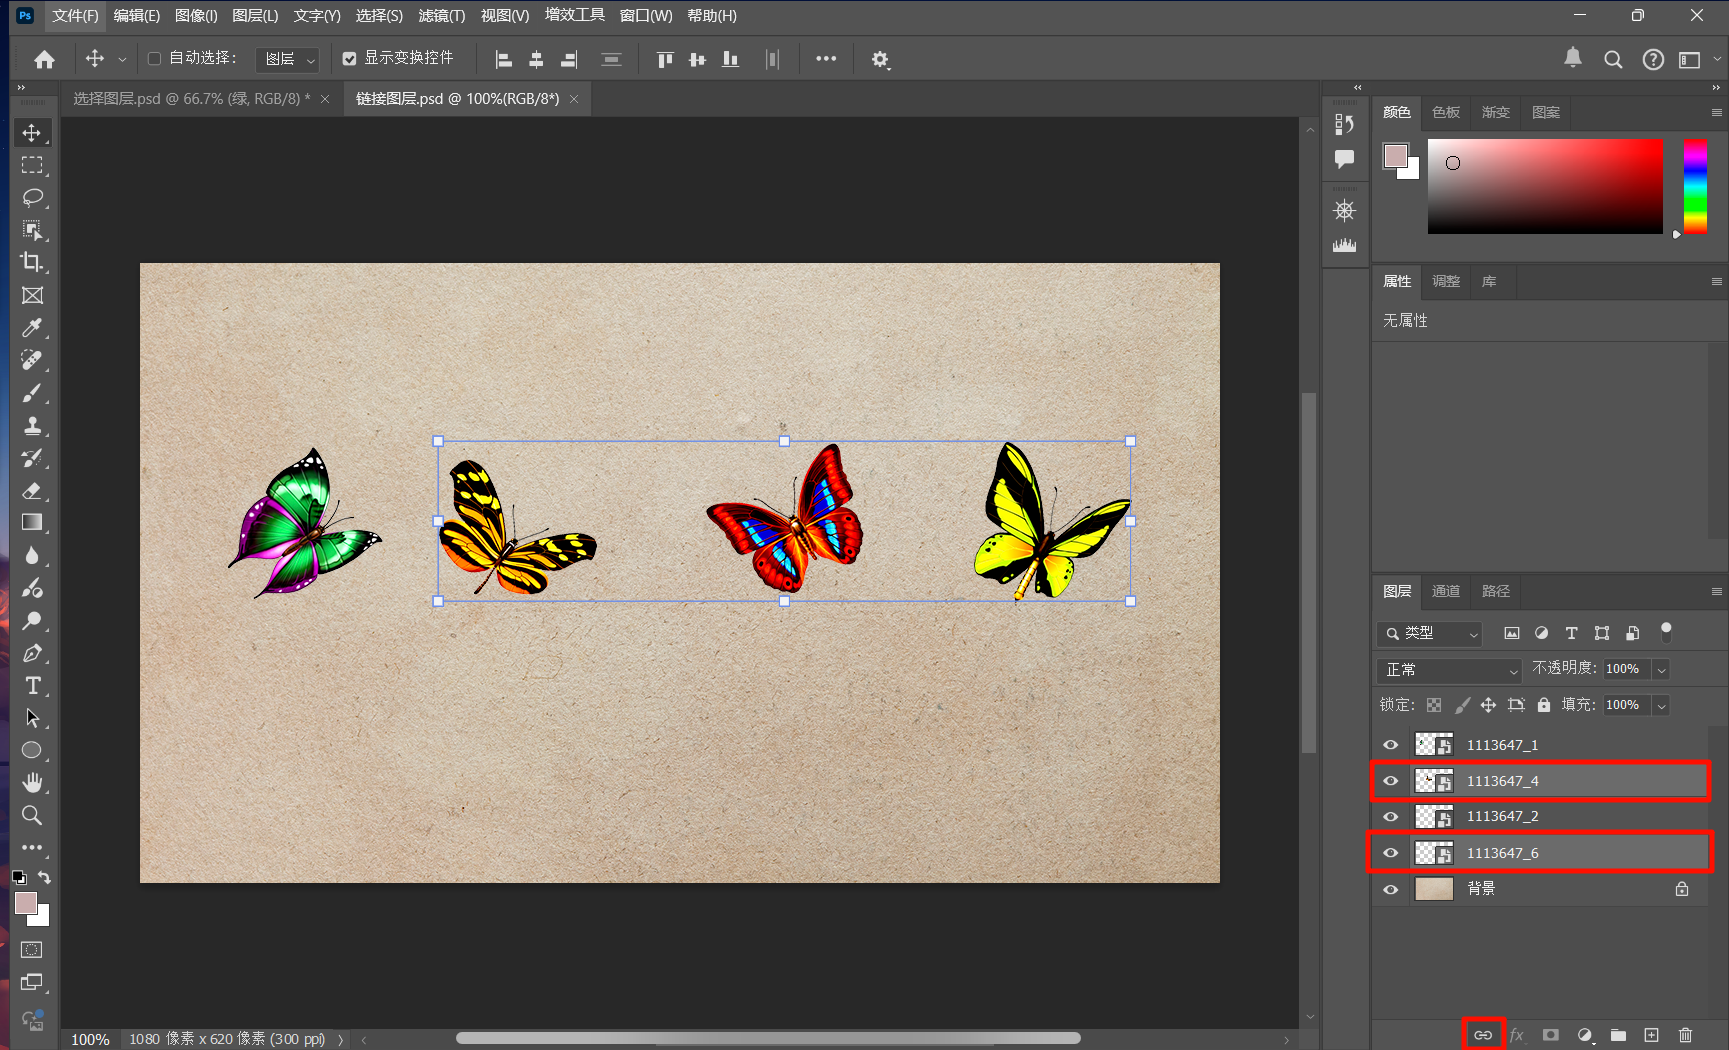 Ps 文件(F) 编辑(E) 图像(I) 图层(L) 文字(Y) 选择(S) 滤镜(T) 视图(V) 增效工具 窗口(W) 帮助(H)
自动选择： 图层 显示变换控件
选择图层.psd @ 66.7% (绿, RGB/8) * × 链接图层.psd @ 100%(RGB/8*) ×
颜色 色板 渐变 图案
属性 调整 库
无属性
图层 通道 路径
类型
正常 不透明度: 100%
锁定: 填充: 100%
1113647_1
1113647_4
1113647_2
1113647_6
背景
fx
100% 1080 像素 x 620 像素 (300 ppi)